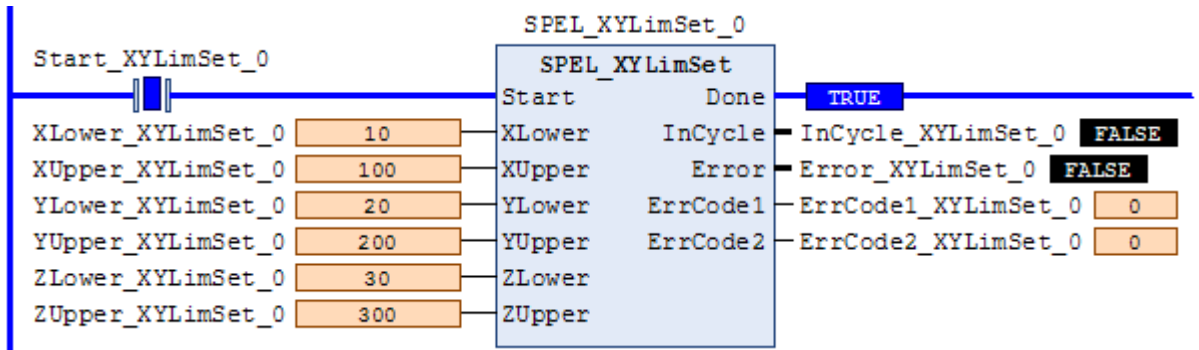 SPEL_XYLimSet_0
Start_XYLimSet_0
SPEL_XYLimSet
Start Done TRUE
XLower_XYLimSet_0 10 XLower InCycle InCycle_XYLimSet_0 FALSE
XUpper_XYLimSet_0 100 XUpper Error Error_XYLimSet_0 FALSE
YLower_XYLimSet_0 20 YLower ErrCode1 ErrCode1_XYLimSet_0 0
YUpper_XYLimSet_0 200 YUpper ErrCode2 ErrCode2_XYLimSet_0 0
ZLower_XYLimSet_0 30 ZLower
ZUpper_XYLimSet_0 300 ZUpper